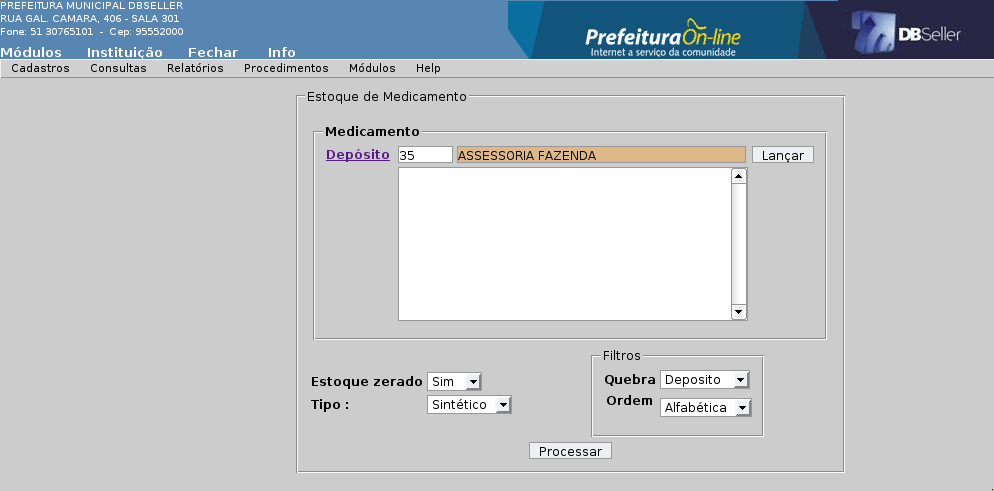 PREFEITURA MUNICIPAL DBSELLER
RUA GAL. CAMARA, 406 - SALA 301
Fone: 51 30765101 - Cep: 95552000
Prefeitura On-line
Internet a serviço da comunidade
DBSeller
Módulos Instituição Fechar Info
Cadastros Consultas Relatórios Procedimentos Módulos Help
Estoque de Medicamento
Medicamento
Depósito 35 ASSESSORIA FAZENDA Lançar
Filtros
Estoque zerado Sim
Tipo : Sintético
Quebra Deposito
Ordem Alfabética
Processar